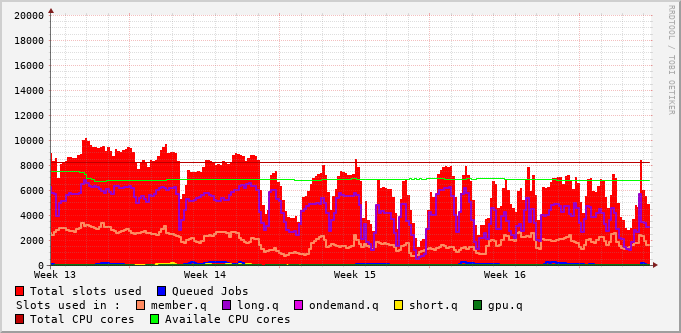 20000
18000
16000
14000
12000
10000
8000
6000
4000
2000
0
Week 13 Week 14 Week 15 Week 16
RRDTOOL / TOBI OETIKER
Total slots used Queued Jobs
Slots used in : member.q long.q ondemand.q short.q gpu.q
Total CPU cores Availale CPU cores